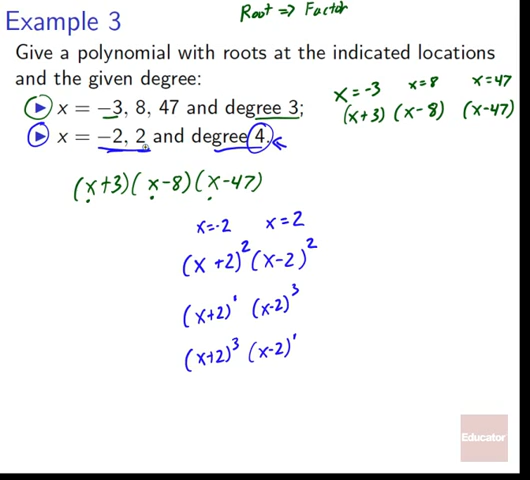 Root => Factor
Example 3
Give a polynomial with roots at the indicated locations
and the given degree:
x = −3, 8, 47 and degree 3;
x = −2, 2 and degree 4.
x = -3 x = 8 x = 47
(x+3) (x-8) (x-47)
(x+3)(x-8)(x-47)
x = -2 x = 2
(x+2)² (x-2)²
(x+2)¹ (x-2)³
(x+2)³ (x-2)¹
Educator